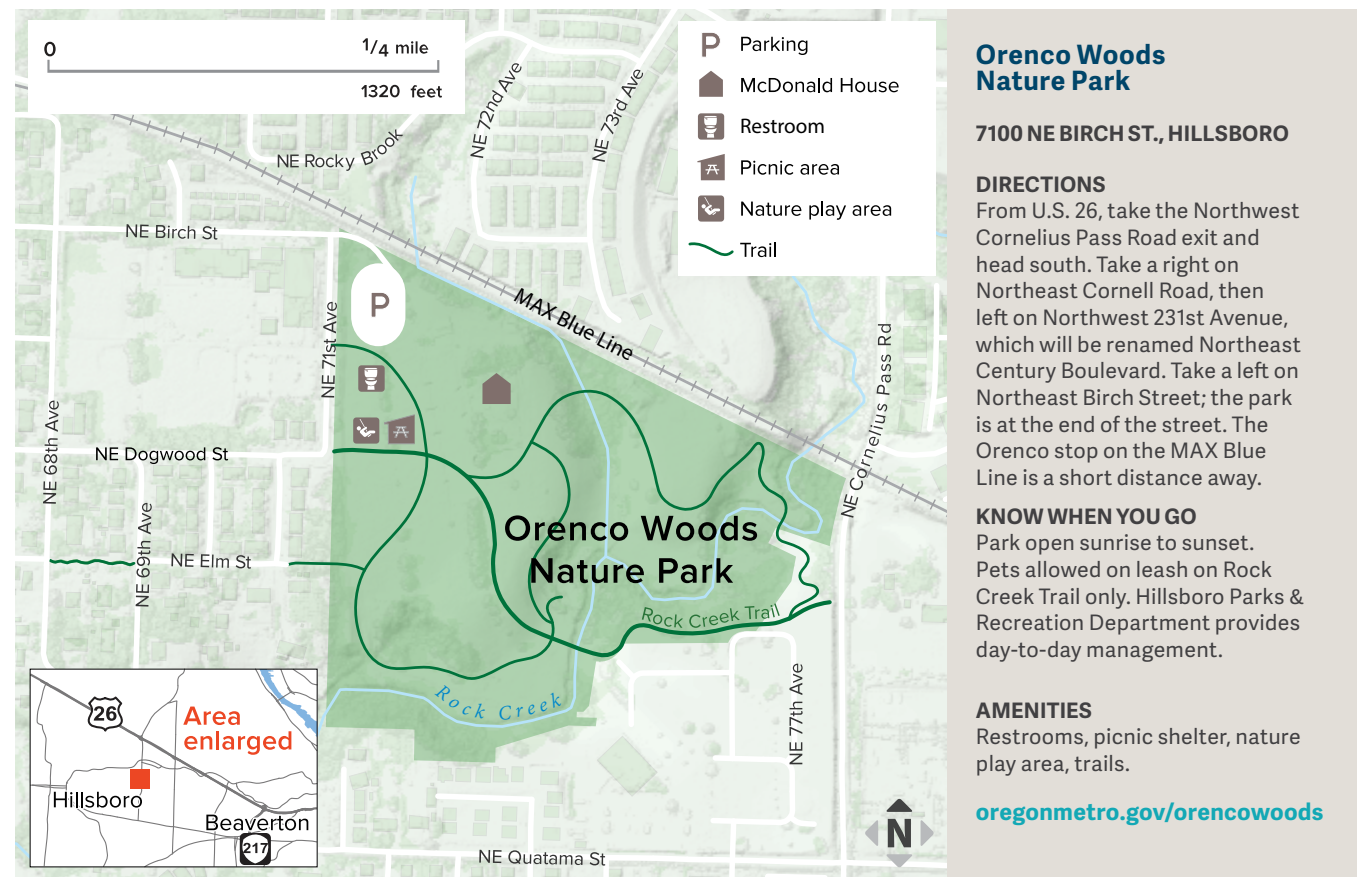 0
1/4 mile
1320 feet
P Parking
McDonald House
Restroom
Picnic area
Nature play area
Trail
NE Rocky Brook
NE 72nd Ave
NE 73rd Ave
NE Birch St
P
MAX Blue Line
NE 71st Ave
NE Cornelius Pass Rd
NE 68th Ave
NE Dogwood St
NE 69th Ave
NE Elm St
Orenco Woods
Nature Park
Rock Creek Trail
Rock Creek
NE 77th Ave
NE Quatama St
N
26
Area
enlarged
Hillsboro
Beaverton
217
Orenco Woods
Nature Park
7100 NE BIRCH ST., HILLSBORO
DIRECTIONS
From U.S. 26, take the Northwest
Cornelius Pass Road exit and
head south. Take a right on
Northeast Cornell Road, then
left on Northwest 231st Avenue,
which will be renamed Northeast
Century Boulevard. Take a left on
Northeast Birch Street; the park
is at the end of the street. The
Orenco stop on the MAX Blue
Line is a short distance away.
KNOW WHEN YOU GO
Park open sunrise to sunset.
Pets allowed on leash on Rock
Creek Trail only. Hillsboro Parks &
Recreation Department provides
day-to-day management.
AMENITIES
Restrooms, picnic shelter, nature
play area, trails.
oregonmetro.gov/orencowoods